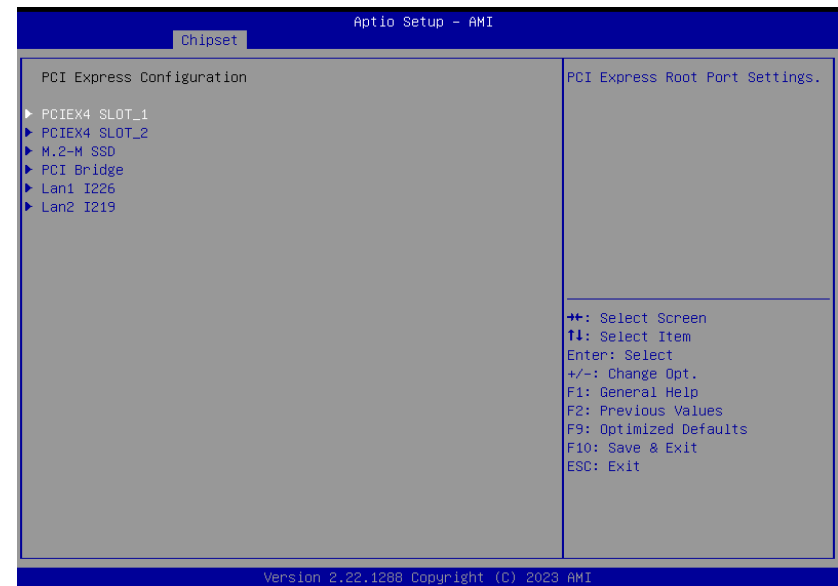 Aptio Setup – AMI
Chipset
PCI Express Configuration
▶ PCIEX4 SLOT_1
▶ PCIEX4 SLOT_2
▶ M.2-M SSD
▶ PCI Bridge
▶ Lan1 I226
▶ Lan2 I219
PCI Express Root Port Settings.
→←: Select Screen
↑↓: Select Item
Enter: Select
+/-: Change Opt.
F1: General Help
F2: Previous Values
F9: Optimized Defaults
F10: Save & Exit
ESC: Exit
Version 2.22.1288 Copyright (C) 2023 AMI